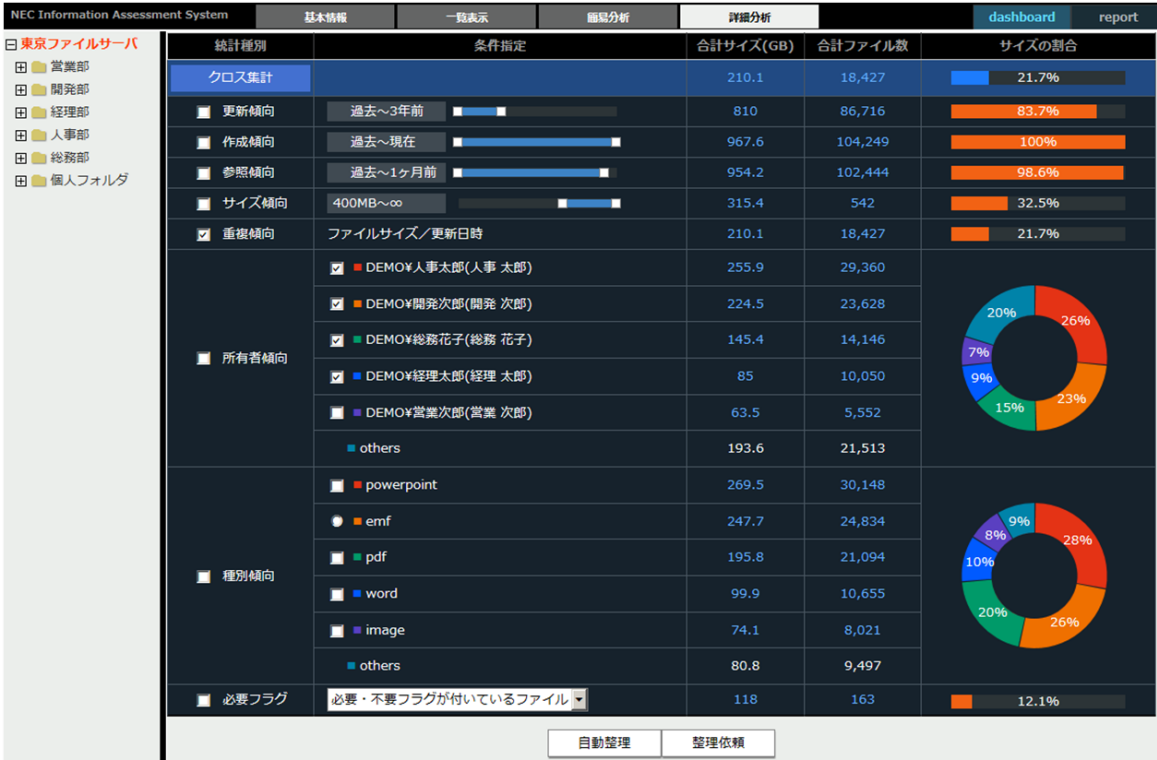 NEC Information Assessment System 基本情報 一覧表示 簡易分析 詳細分析 dashboard report
東京ファイルサーバ
営業部
開発部
経理部
人事部
総務部
個人フォルダ
統計種別 条件指定 合計サイズ(GB) 合計ファイル数 サイズの割合
クロス集計 210.1 18,427 21.7%
更新傾向 過去～3年前 810 86,716 83.7%
作成傾向 過去～現在 967.6 104,249 100%
参照傾向 過去～1ヶ月前 954.2 102,444 98.6%
サイズ傾向 400MB～∞ 315.4 542 32.5%
重複傾向 ファイルサイズ／更新日時 210.1 18,427 21.7%
所有者傾向
DEMO¥人事太郎(人事 太郎) 255.9 29,360
DEMO¥開発次郎(開発 次郎) 224.5 23,628
DEMO¥総務花子(総務 花子) 145.4 14,146
DEMO¥経理太郎(経理 太郎) 85 10,050
DEMO¥営業次郎(営業 次郎) 63.5 5,552
others 193.6 21,513
26%
23%
15%
9%
7%
20%
種別傾向
powerpoint 269.5 30,148
emf 247.7 24,834
pdf 195.8 21,094
word 99.9 10,655
image 74.1 8,021
others 80.8 9,497
28%
26%
20%
10%
8%
9%
必要フラグ 必要・不要フラグが付いているファイル 118 163 12.1%
自動整理 整理依頼